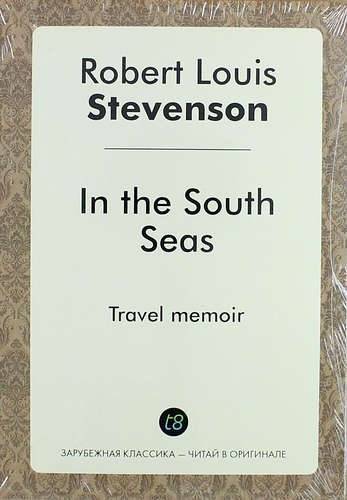 Robert Louis
Stevenson
In the South
Seas
Travel memoir
t8
ЗАРУБЕЖНАЯ КЛАССИКА — ЧИТАЙ В ОРИГИНАЛЕ